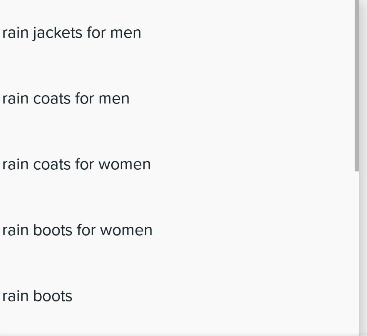 rain jackets for men
rain coats for men
rain coats for women
rain boots for women
rain boots